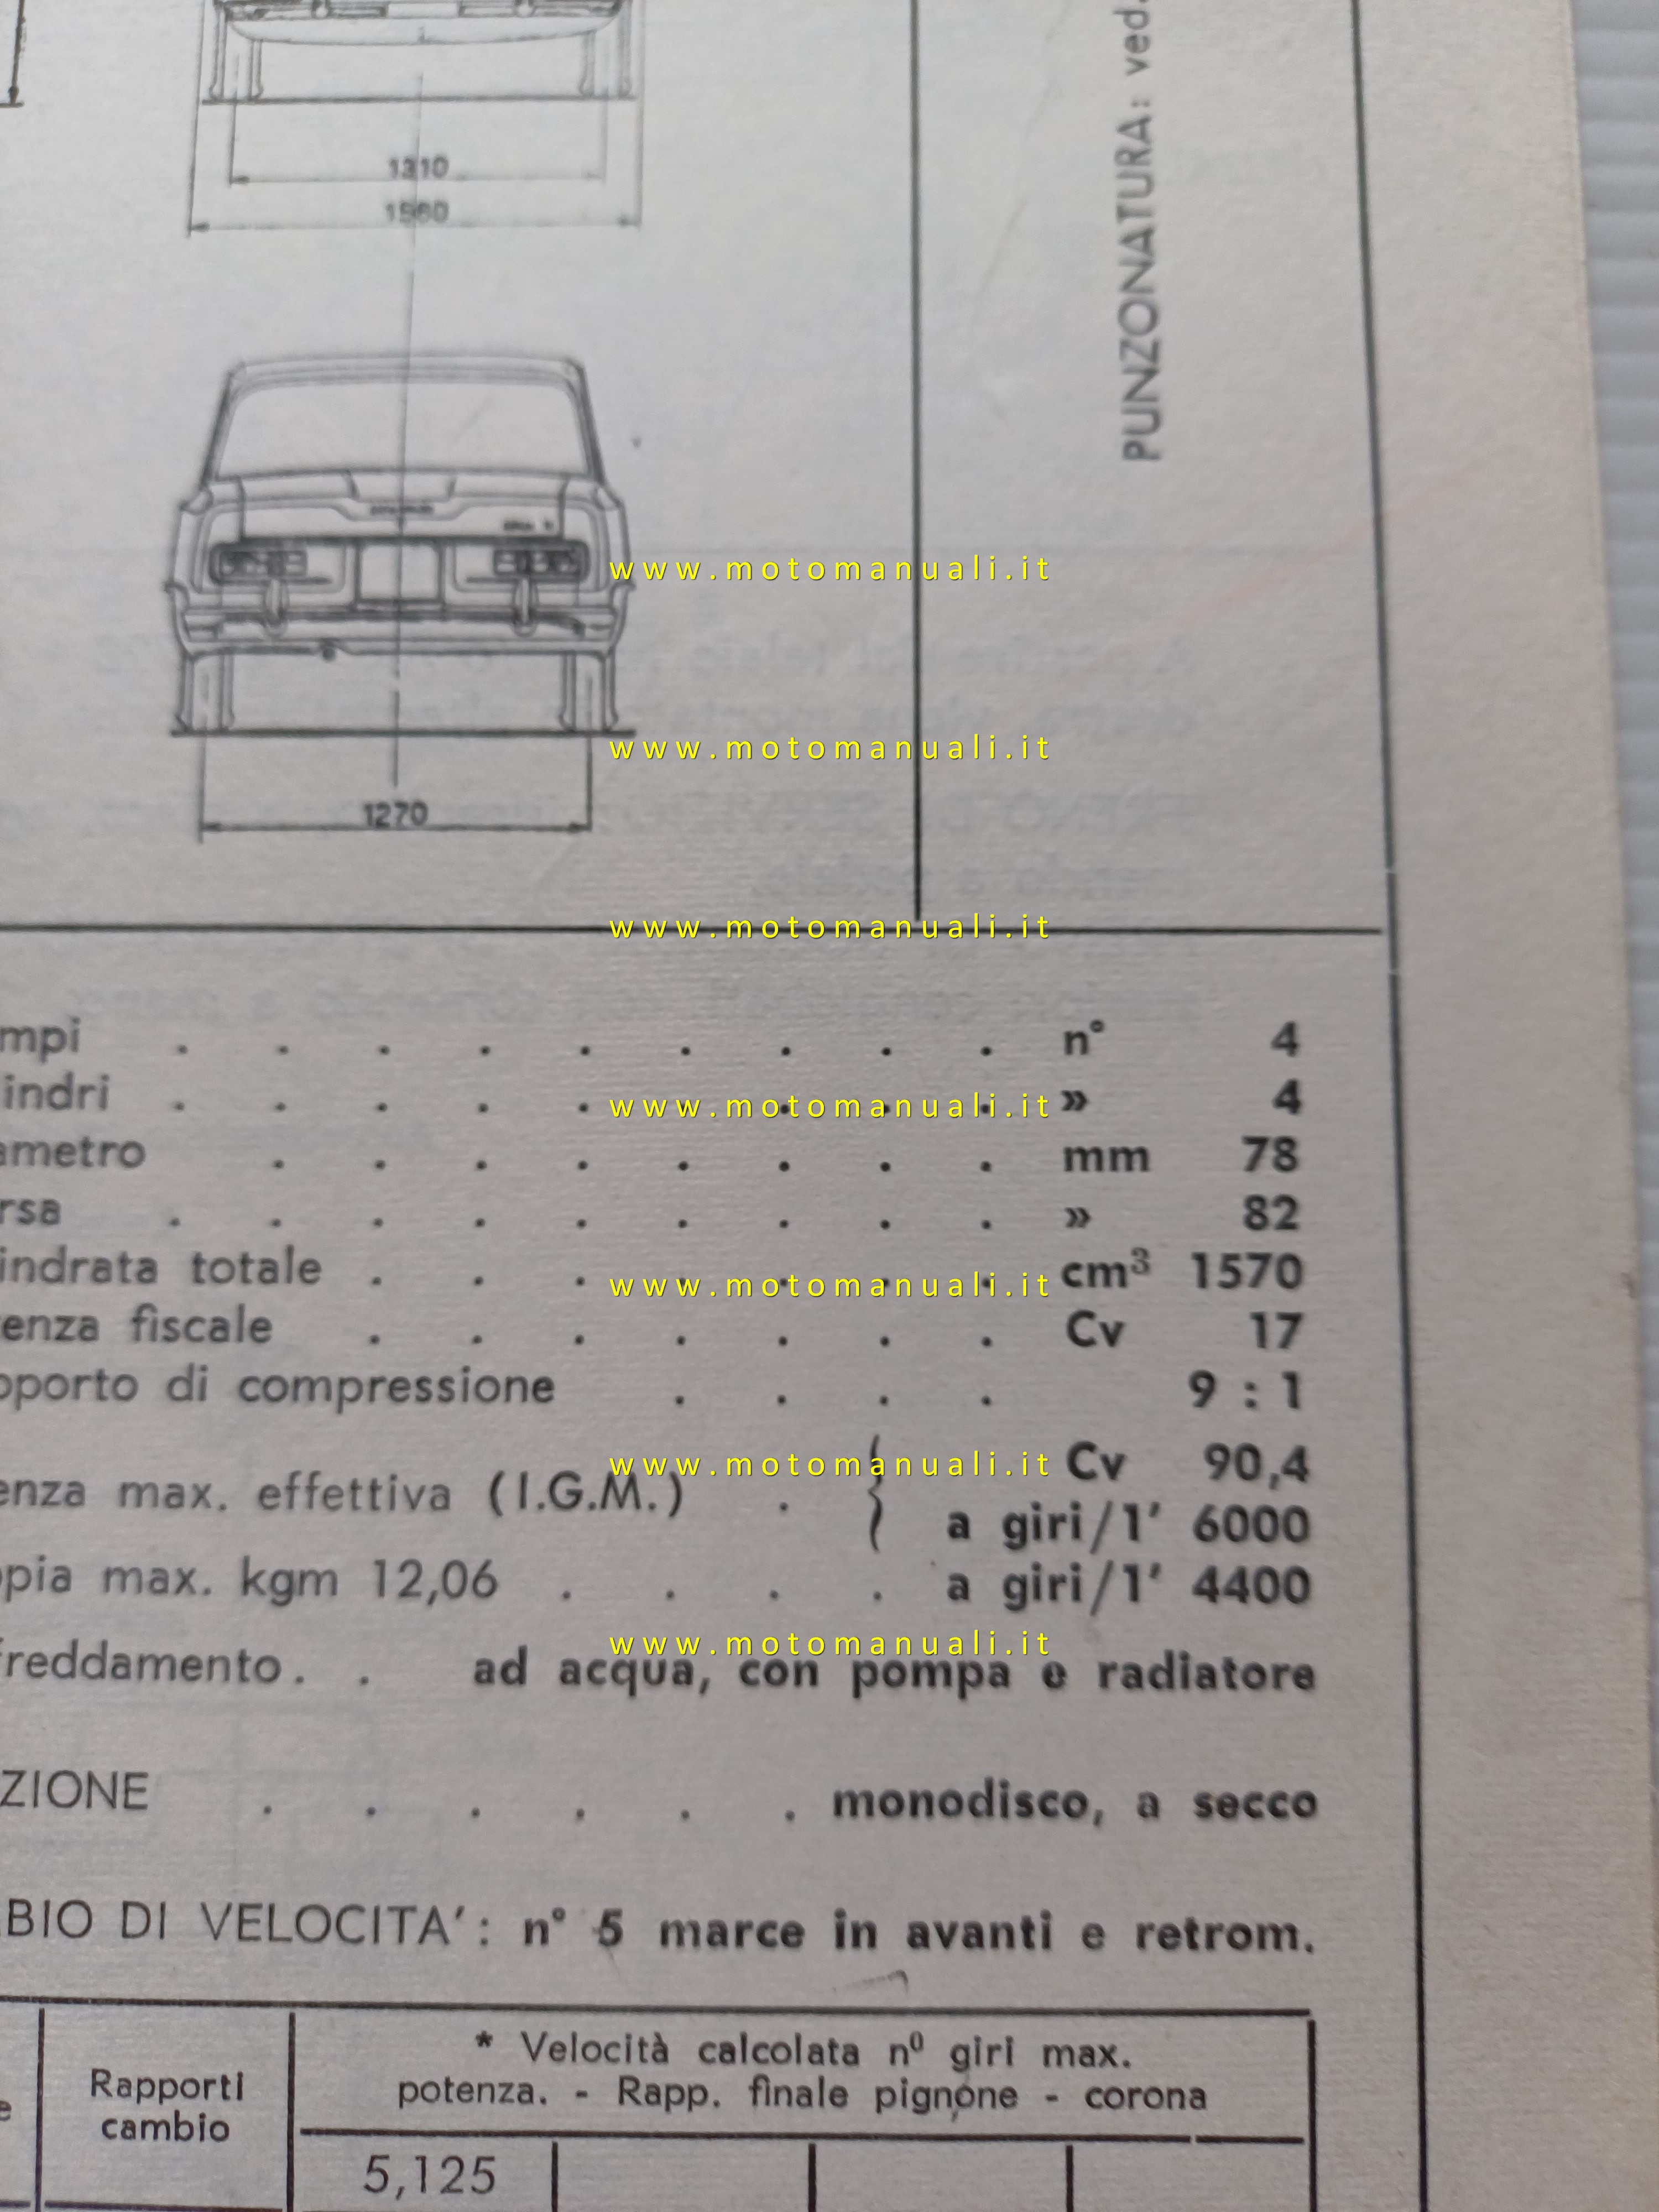 1310
1560
PUNZONATURA: ved.
1270
www.motomanuali.it
www.motomanuali.it
www.motomanuali.it
mpi . . . . . . . . . n° 4
indri . . . . . . . . . » 4
www.motomanuali.it
ametro . . . . . . . . mm 78
rsa . . . . . . . . . » 82
indrata totale . . . . . . . cm³ 1570
www.motomanuali.it
enza fiscale . . . . . . . Cv 17
pporto di compressione . . . . 9 : 1
www.motomanuali.it
enza max. effettiva (I.G.M.) . { Cv 90,4
a giri/1' 6000
pia max. kgm 12,06 . . . . a giri/1' 4400
www.motomanuali.it
freddamento . . ad acqua, con pompa e radiatore
ZIONE . . . . . . monodisco, a secco
BIO DI VELOCITA': n° 5 marce in avanti e retrom.
e
Rapporti
cambio
* Velocità calcolata n⁰ giri max.
potenza. - Rapp. finale pignone - corona
5,125